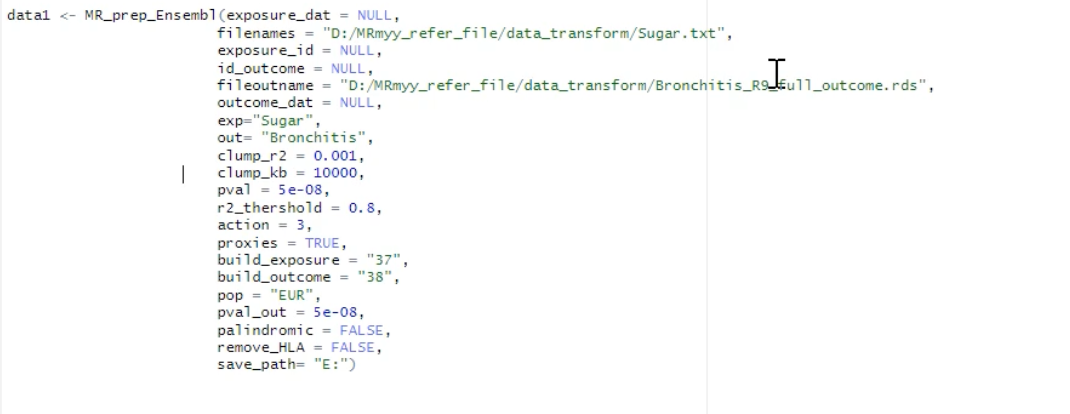 data1 <- MR_prep_Ensembl(exposure_dat = NULL,
filenames = "D:/MRmyy_refer_file/data_transform/Sugar.txt",
exposure_id = NULL,
id_outcome = NULL,
fileoutname = "D:/MRmyy_refer_file/data_transform/Bronchitis_R9_full_outcome.rds",
outcome_dat = NULL,
exp="Sugar",
out= "Bronchitis",
clump_r2 = 0.001,
clump_kb = 10000,
pval = 5e-08,
r2_thershold = 0.8,
action = 3,
proxies = TRUE,
build_exposure = "37",
build_outcome = "38",
pop = "EUR",
pval_out = 5e-08,
palindromic = FALSE,
remove_HLA = FALSE,
save_path= "E:")